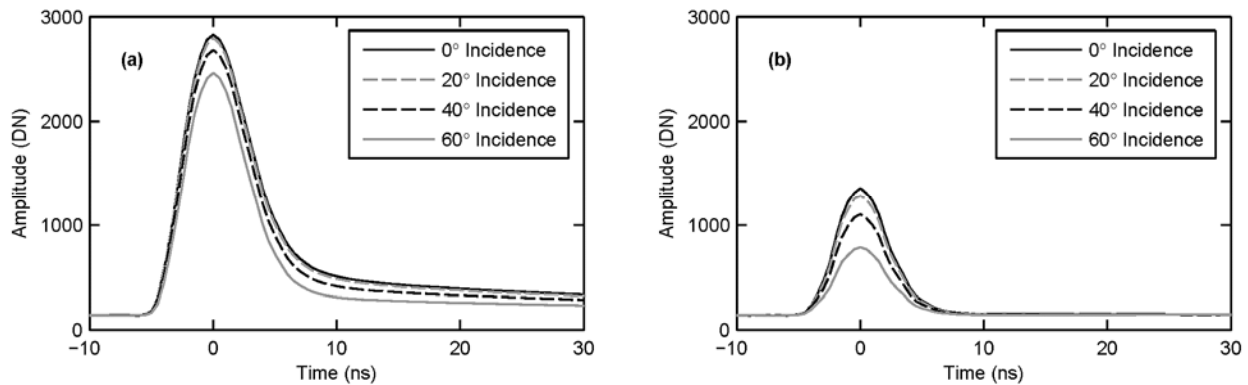 (a)
Amplitude (DN)
3000
2000
1000
0
0° Incidence
20° Incidence
40° Incidence
60° Incidence
−10 0 10 20 30
Time (ns)
(b)
Amplitude (DN)
3000
2000
1000
0
0° Incidence
20° Incidence
40° Incidence
60° Incidence
−10 0 10 20 30
Time (ns)